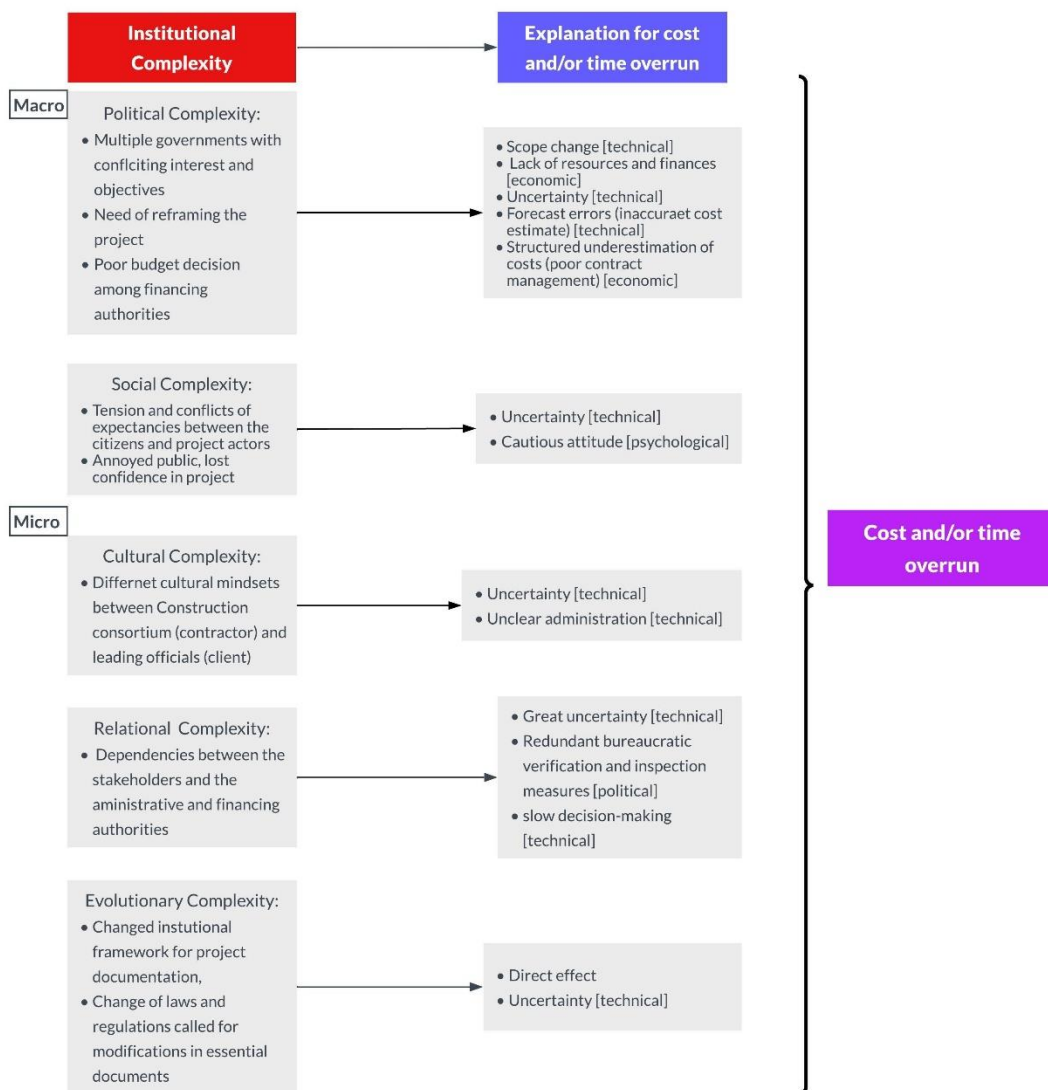 Institutional
Complexity
Explanation for cost
and/or time overrun
Macro
Political Complexity:
• Multiple governments with
conflciting interest and
objectives
• Need of reframing the
project
• Poor budget decision
among financing
authorities
• Scope change [technical]
• Lack of resources and finances
[economic]
• Uncertainty [technical]
• Forecast errors (inaccuraet cost
estimate) [technical]
• Structured underestimation of
costs (poor contract
management) [economic]
Social Complexity:
• Tension and conflicts of
expectancies between the
citizens and project actors
• Annoyed public, lost
confidence in project
• Uncertainty [technical]
• Cautious attitude [psychological]
Micro
Cultural Complexity:
• Differnet cultural mindsets
between Construction
consortium (contractor) and
leading officials (client)
• Uncertainty [technical]
• Unclear administration [technical]
Relational Complexity:
• Dependencies between the
stakeholders and the
aministrative and financing
authorities
• Great uncertainty [technical]
• Redundant bureaucratic
verification and inspection
measures [political]
• slow decision-making
[technical]
Evolutionary Complexity:
• Changed instutional
framework for project
documentation,
• Change of laws and
regulations called for
modifications in essential
documents
• Direct effect
• Uncertainty [technical]
Cost and/or time
overrun